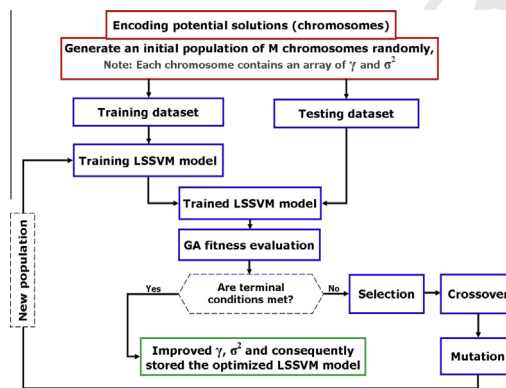 Encoding potential solutions (chromosomes)
Generate an initial population of M chromosomes randomly,
Note: Each chromosome contains an array of γ and σ²
Training dataset
Testing dataset
Training LSSVM model
Trained LSSVM model
GA fitness evaluation
Are terminal
conditions met?
Yes
No
Selection
Crossover
Mutation
New population
Improved γ, σ² and consequently
stored the optimized LSSVM model